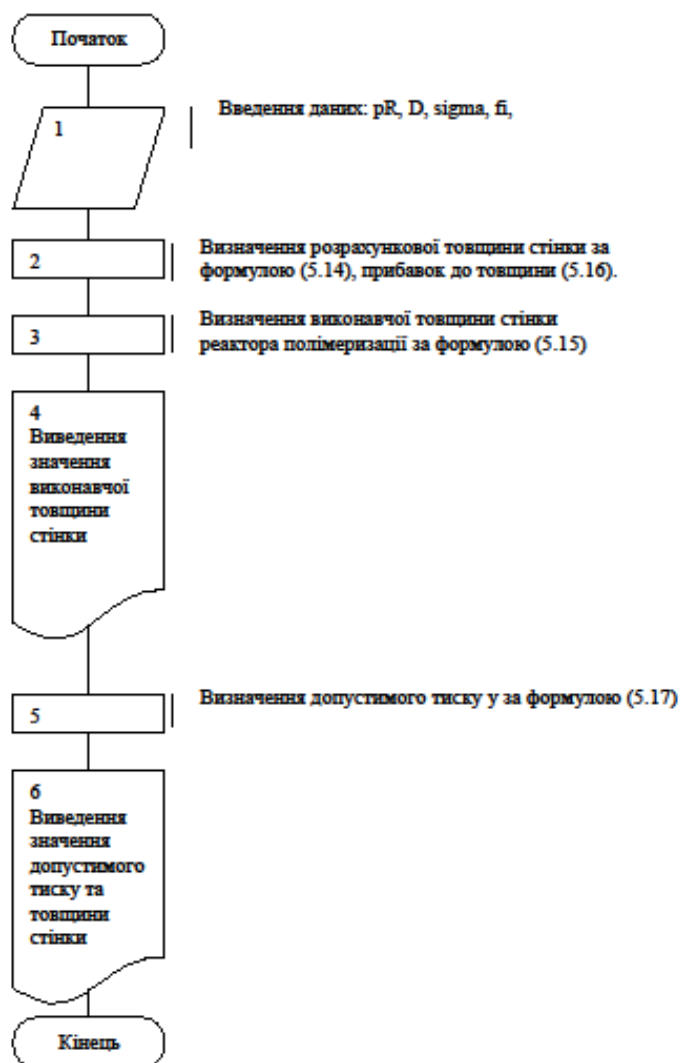 Початок
1
Введення даних: pR, D, sigma, fi,
2
Визначення розрахункової товщини стінки за
формулою (5.14), прибавок до товщини (5.16).
3
Визначення виконавчої товщини стінки
реактора полімеризації за формулою (5.15)
4
Виведення
значення
виконавчої
товщини
стінки
5
Визначення допустимого тиску у за формулою (5.17)
6
Виведення
значення
допустимого
тиску та
товщини
стінки
Кінець